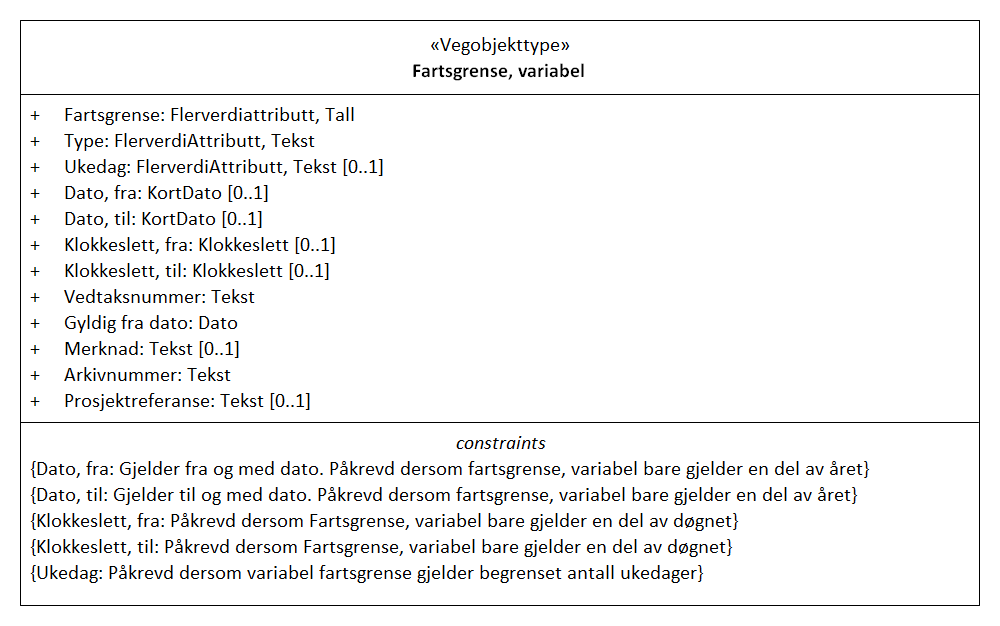 «Vegobjekttype»
Fartsgrense, variabel
+ Fartsgrense: Flerverdiattributt, Tall
+ Type: FlerverdiAttributt, Tekst
+ Ukedag: FlerverdiAttributt, Tekst [0..1]
+ Dato, fra: KortDato [0..1]
+ Dato, til: KortDato [0..1]
+ Klokkeslett, fra: Klokkeslett [0..1]
+ Klokkeslett, til: Klokkeslett [0..1]
+ Vedtaksnummer: Tekst
+ Gyldig fra dato: Dato
+ Merknad: Tekst [0..1]
+ Arkivnummer: Tekst
+ Prosjektreferanse: Tekst [0..1]
constraints
{Dato, fra: Gjelder fra og med dato. Påkrevd dersom fartsgrense, variabel bare gjelder en del av året}
{Dato, til: Gjelder til og med dato. Påkrevd dersom fartsgrense, variabel bare gjelder en del av året}
{Klokkeslett, fra: Påkrevd dersom Fartsgrense, variabel bare gjelder en del av døgnet}
{Klokkeslett, til: Påkrevd dersom Fartsgrense, variabel bare gjelder en del av døgnet}
{Ukedag: Påkrevd dersom variabel fartsgrense gjelder begrenset antall ukedager}